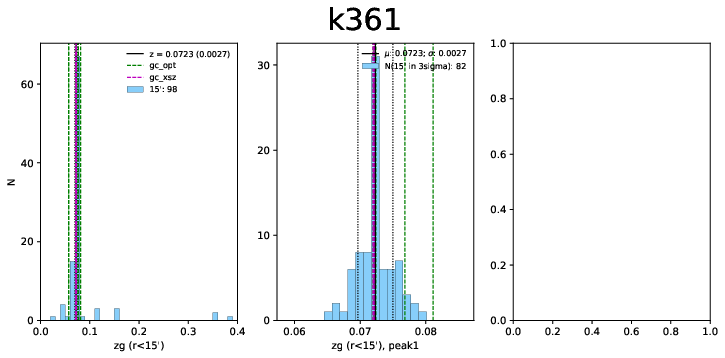 k361
z = 0.0723 (0.0027)
gc_opt
gc_xsz
15': 98
N
60
40
20
0
0.0 0.1 0.2 0.3 0.4
zg (r<15')
μ: 0.0723; σ: 0.0027
N(15' in 3sigma): 82
30
20
10
0
0.06 0.07 0.08
zg (r<15'), peak1
1.0
0.8
0.6
0.4
0.2
0.0
0.0 0.2 0.4 0.6 0.8 1.0